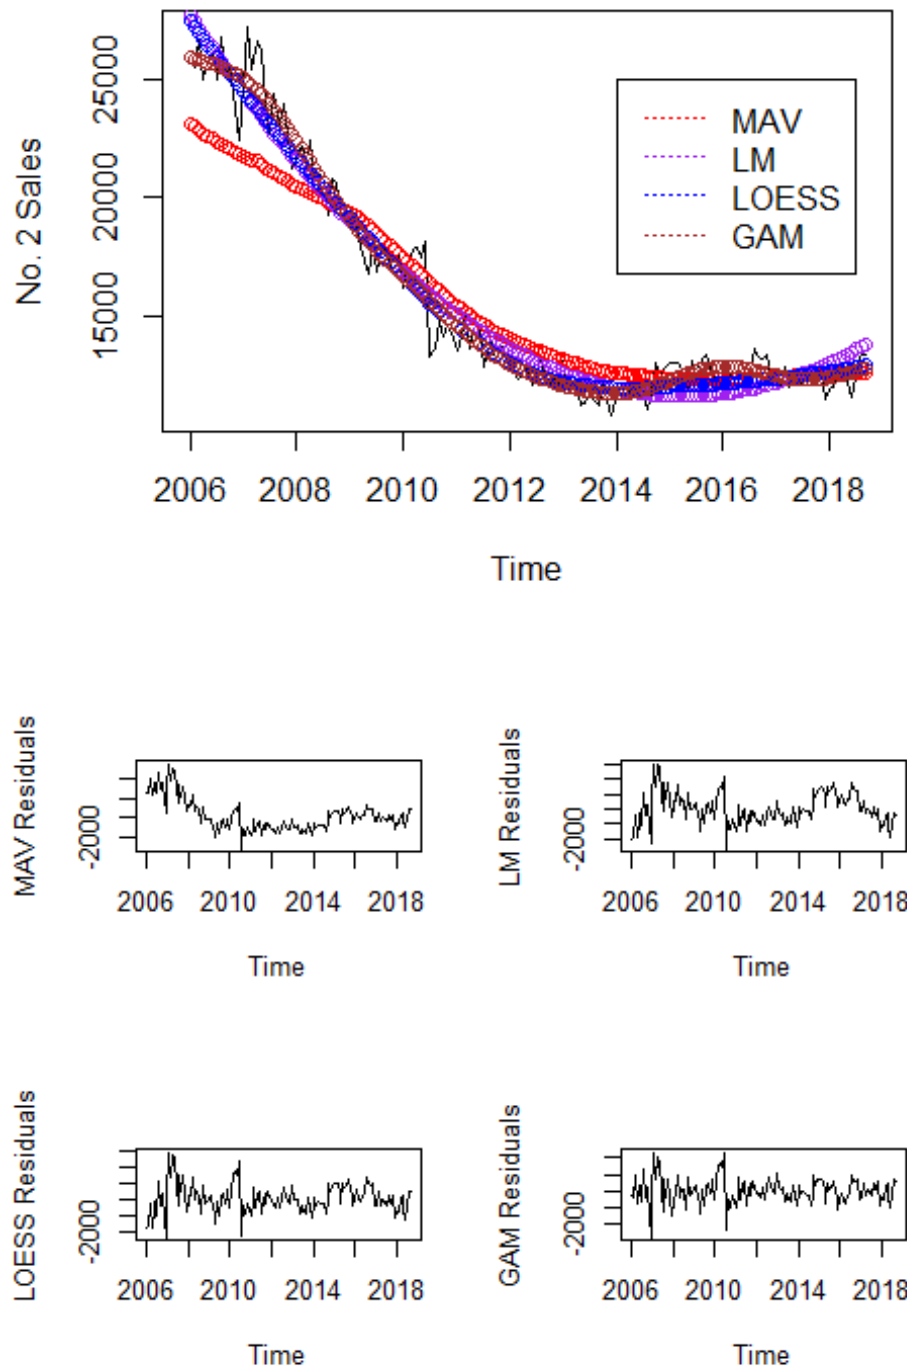 No. 2 Sales
25000
20000
15000
MAV
LM
LOESS
GAM
2006 2008 2010 2012 2014 2016 2018
Time
MAV Residuals
-2000
2006 2010 2014 2018
Time
LM Residuals
-2000
2006 2010 2014 2018
Time
LOESS Residuals
-2000
2006 2010 2014 2018
Time
GAM Residuals
-2000
2006 2010 2014 2018
Time